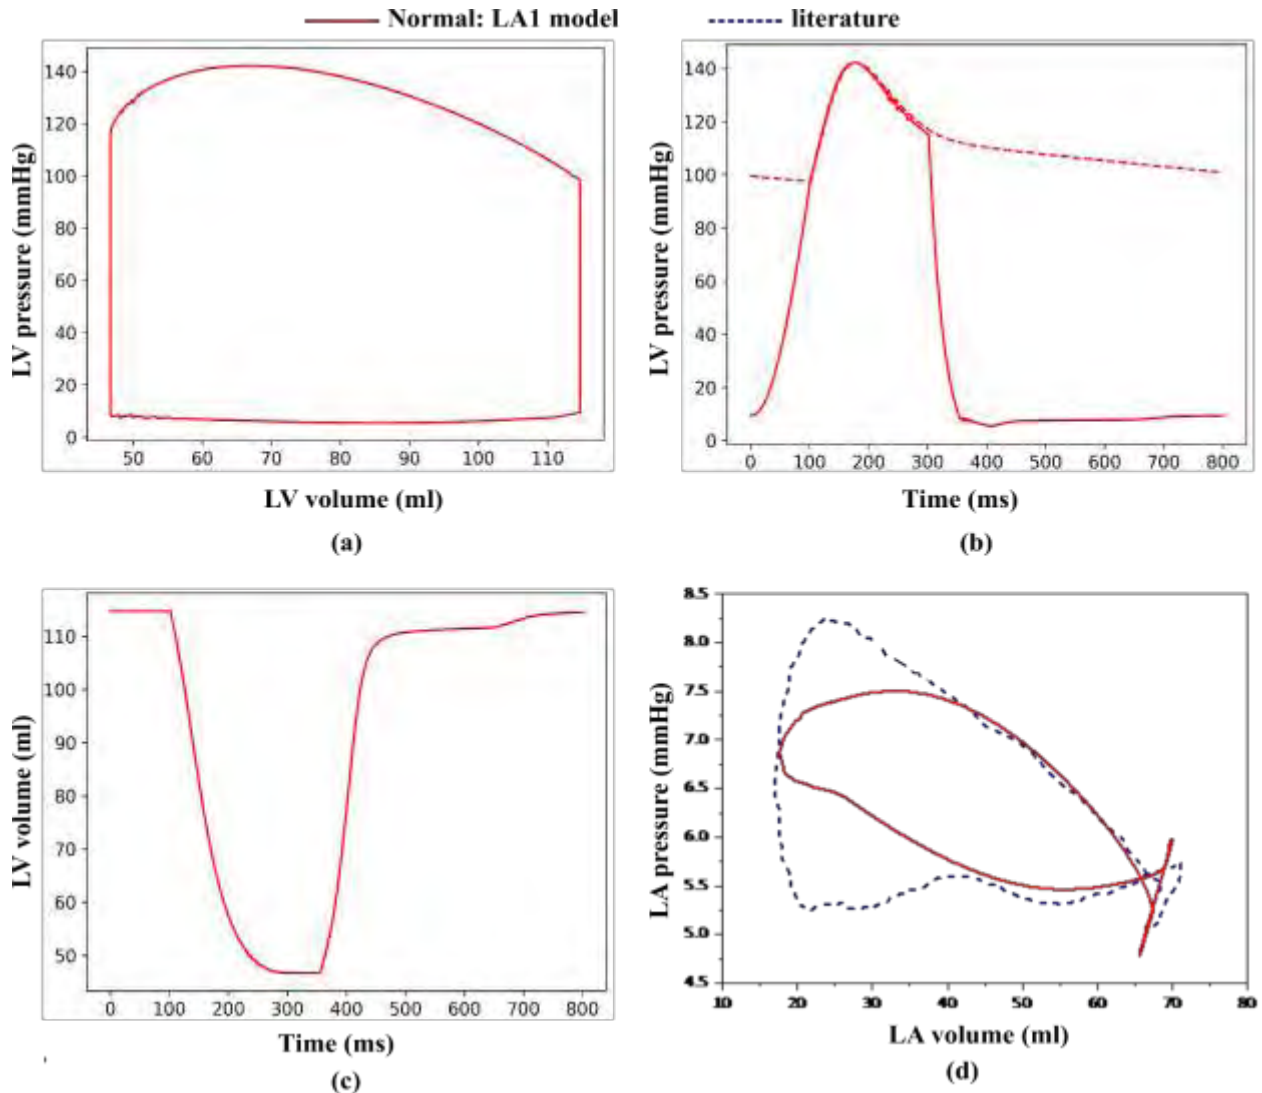 Normal: LA1 model literature
140
120
100
80
60
40
20
0
LV pressure (mmHg)
50 60 70 80 90 100 110
LV volume (ml)
(a)
140
120
100
80
60
40
20
0
LV pressure (mmHg)
0 100 200 300 400 500 600 700 800
Time (ms)
(b)
110
100
90
80
70
60
50
LV volume (ml)
0 100 200 300 400 500 600 700 800
Time (ms)
(c)
8.5
8.0
7.5
7.0
6.5
6.0
5.5
5.0
4.5
LA pressure (mmHg)
10 20 30 40 50 60 70 80
LA volume (ml)
(d)